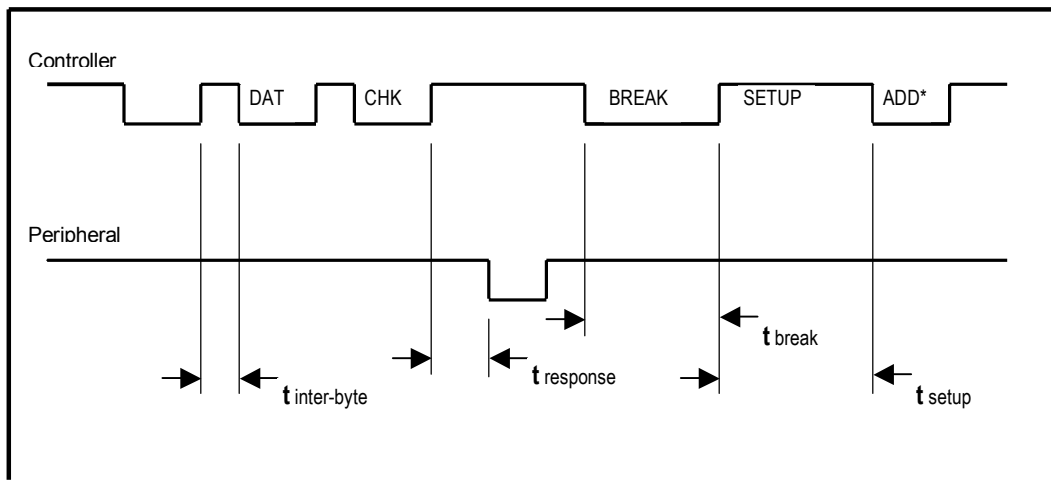 Controller
DAT
CHK
BREAK
SETUP
ADD*
Peripheral
t break
t response
t inter-byte
t setup